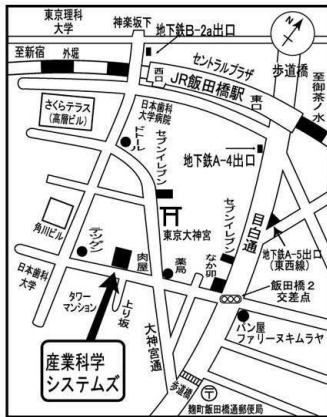 東京理科
大学
神楽坂下
地下鉄B-2a出口
N
至新宿
外堀
セントラルプラザ
西口
JR飯田橋駅
東口
歩道橋
至御茶ノ水
さくらテラス
(高層ビル)
日本歯科
大学病院
ドトール
セブンイレブン
地下鉄A-4出口
目白通
角川ビル
東京大神宮
セブンイレブン
なか卯
地下鉄A-5出口
(東西線)
肉屋
薬局
日本歯科
大学
タワー
マンション
上り坂
大神宮通
飯田橋2
交差点
パン屋
ファリーヌキムラヤ
産業科学
システムズ
歩道橋
〒
麹町飯田橋通郵便局